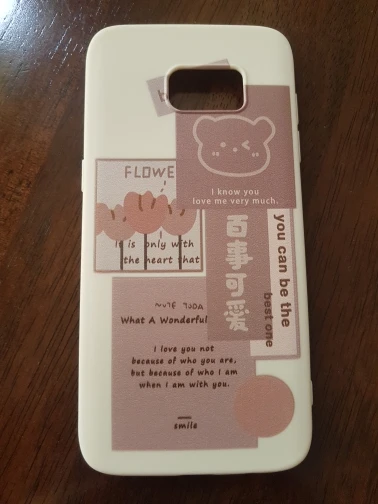 FLOWE
I know you
love me very much.
It is only with
the heart that
百事可爱
you can be the
best one
What A Wonderful
I love you not
because of who you are,
but because of who I am
when I am with you.
smile